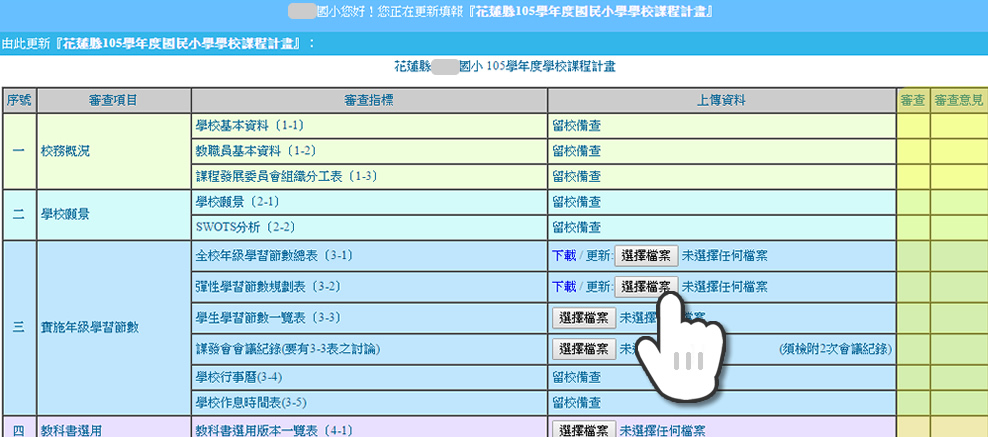 國小您好！您正在更新填報『花蓮縣105學年度國民小學學校課程計畫』
由此更新『花蓮縣105學年度國民小學學校課程計畫』：
花蓮縣 國小 105學年度學校課程計畫
序號 審查項目 審查指標 上傳資料 審查 審查意見
一 校務概況 學校基本資料〔1-1〕 留校備查
教職員基本資料〔1-2〕 留校備查
課程發展委員會組織分工表〔1-3〕 留校備查
二 學校願景 學校願景〔2-1〕 留校備查
SWOTS分析〔2-2〕 留校備查
三 實施年級學習節數 全校年級學習節數總表〔3-1〕 下載 / 更新: 選擇檔案 未選擇任何檔案
彈性學習節數規劃表〔3-2〕 下載 / 更新: 選擇檔案 未選擇任何檔案
學生學習節數一覽表〔3-3〕 選擇檔案 未選
課發會會議紀錄(要有3-3表之討論) 選擇檔案 未 (須檢附2次會議紀錄)
學校行事曆(3-4) 留校備查
學校作息時間表(3-5) 留校備查
四 教科書選用 教科書選用版本一覽表〔4-1〕 選擇檔案 未選擇任何檔案